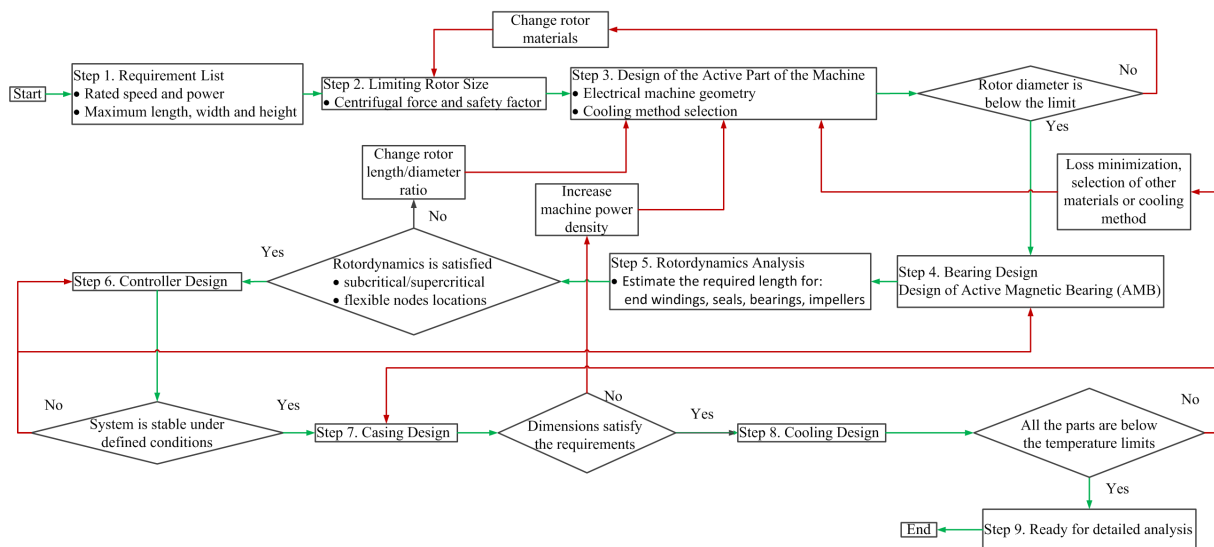 Change rotor
materials
No
Start
Step 1. Requirement List
● Rated speed and power
● Maximum length, width and height
Step 2. Limiting Rotor Size
● Centrifugal force and safety factor
Step 3. Design of the Active Part of the Machine
● Electrical machine geometry
● Cooling method selection
Rotor diameter is
below the limit
Yes
Change rotor
length/diameter
ratio
Increase
machine power
density
Loss minimization,
selection of other
materials or cooling
method
No
Yes
Step 6. Controller Design
Rotordynamics is satisfied
● subcritical/supercritical
● flexible nodes locations
Step 5. Rotordynamics Analysis
● Estimate the required length for:
end windings, seals, bearings, impellers
Step 4. Bearing Design
Design of Active Magnetic Bearing (AMB)
No
System is stable under
defined conditions
Yes
Step 7. Casing Design
Dimensions satisfy
the requirements
No
Yes
Step 8. Cooling Design
All the parts are below
the temperature limits
No
Yes
End
Step 9. Ready for detailed analysis